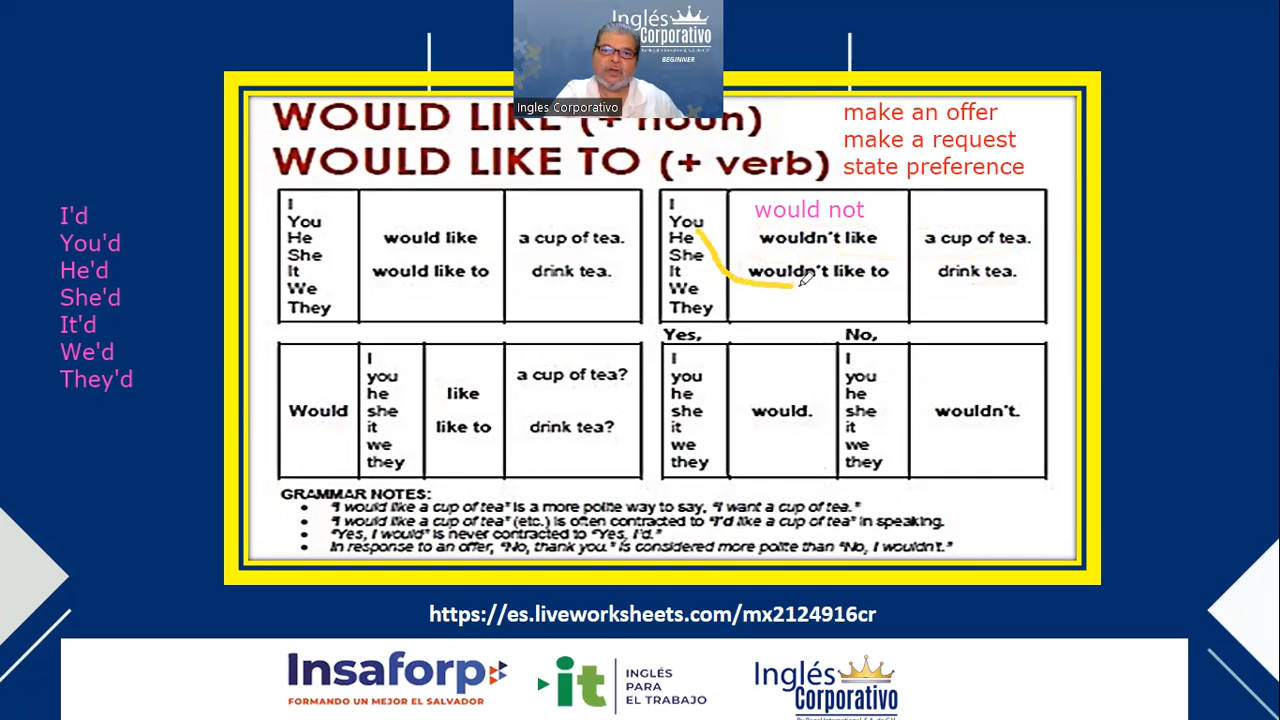 Inglés
Corporativo
BEGINNER
Ingles Corporativo
WOULD LIKE (+ noun)
WOULD LIKE TO (+ verb)
make an offer
make a request
state preference
I'd
You'd
He'd
She'd
It'd
We'd
They'd
I
You
He
She
It
We
They
would like
would like to
a cup of tea.
drink tea.
I
You
He
She
It
We
They
would not
wouldn't like
wouldn't like to
a cup of tea.
drink tea.
Would
I
you
he
she
it
we
they
like
like to
a cup of tea?
drink tea?
Yes,
I
you
he
she
it
we
they
would.
No,
I
you
he
she
it
we
they
wouldn't.
GRAMMAR NOTES:
• "I would like a cup of tea" is a more polite way to say, "I want a cup of tea."
• "I would like a cup of tea" (etc.) is often contracted to "I'd like a cup of tea" in speaking.
• "Yes, I would" is never contracted to "Yes, I'd."
• In response to an offer, "No, thank you." is considered more polite than "No, I wouldn't."
https://es.liveworksheets.com/mx2124916cr
Insaforp
FORMANDO UN MEJOR EL SALVADOR
it
INGLÉS
PARA
EL TRABAJO
Inglés
Corporativo